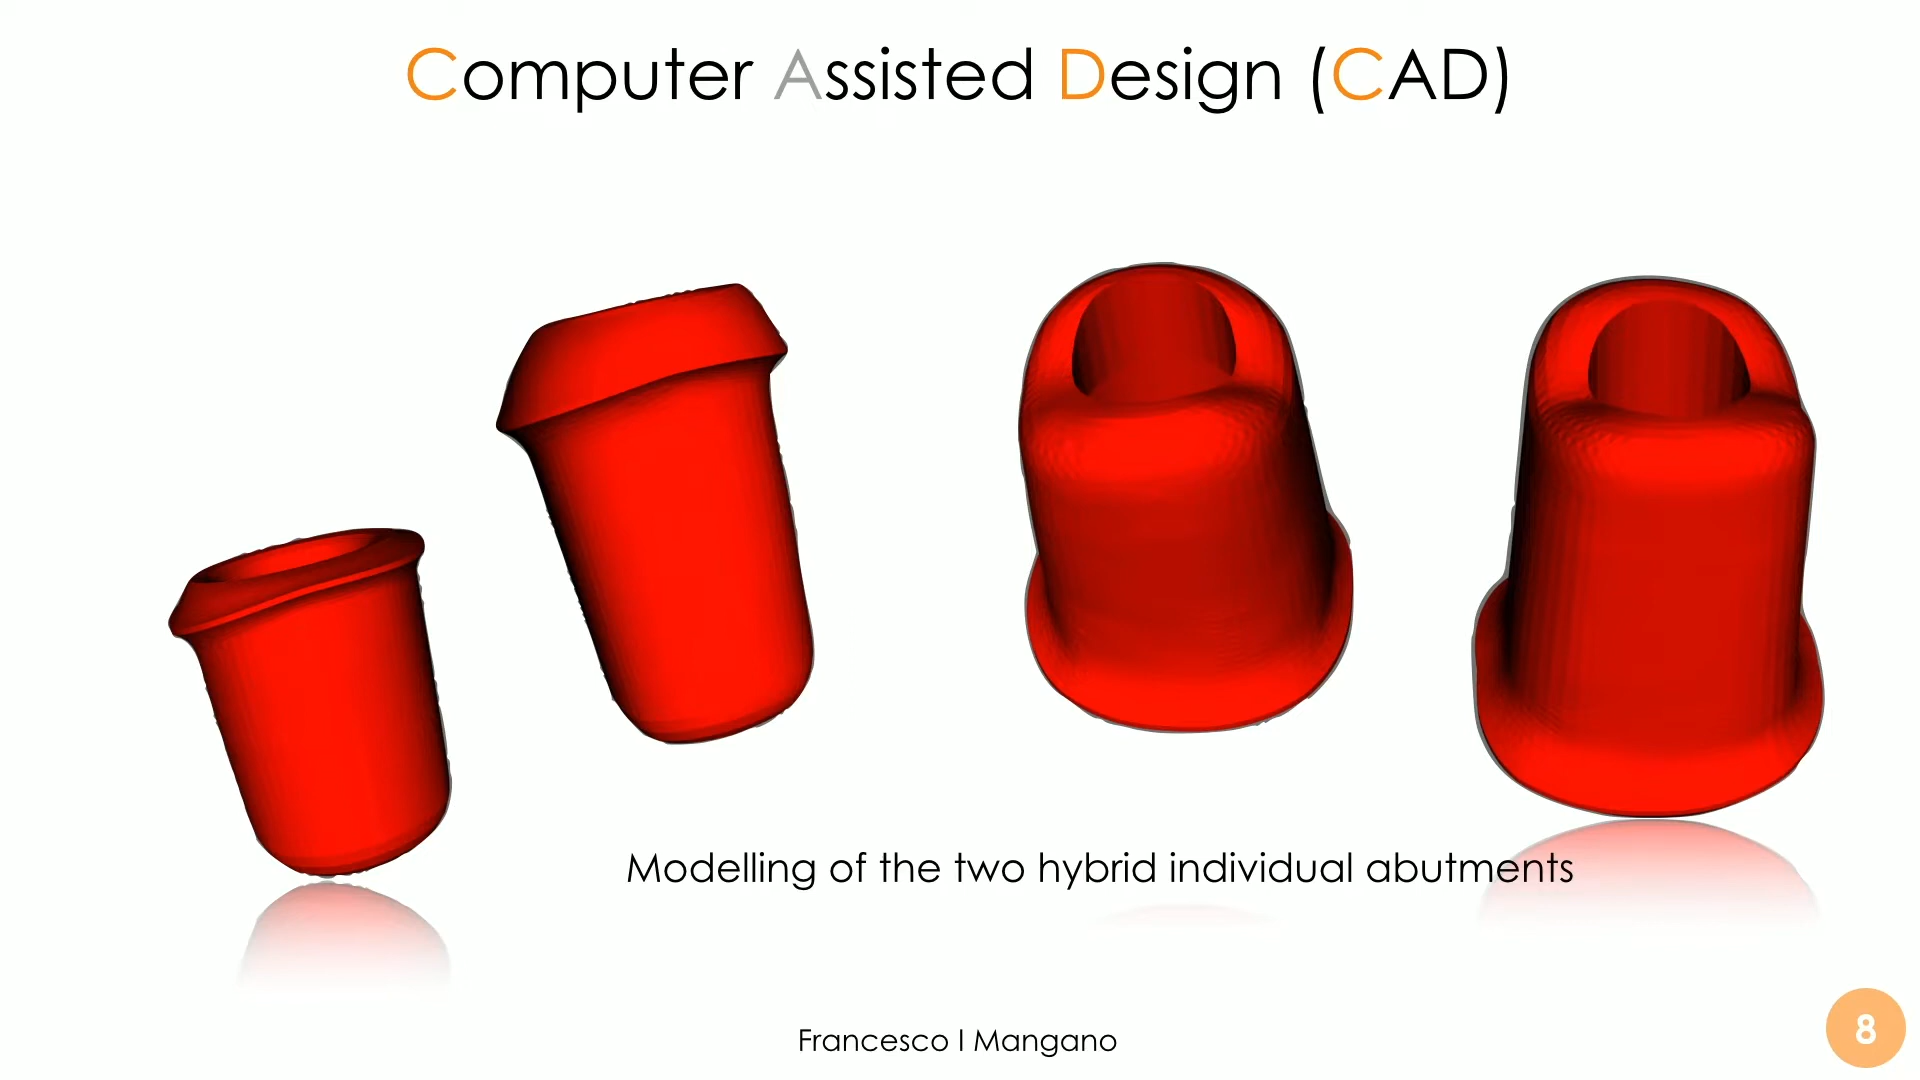 Computer Assisted Design (CAD)
Modelling of the two hybrid individual abutments
Francesco I Mangano
8